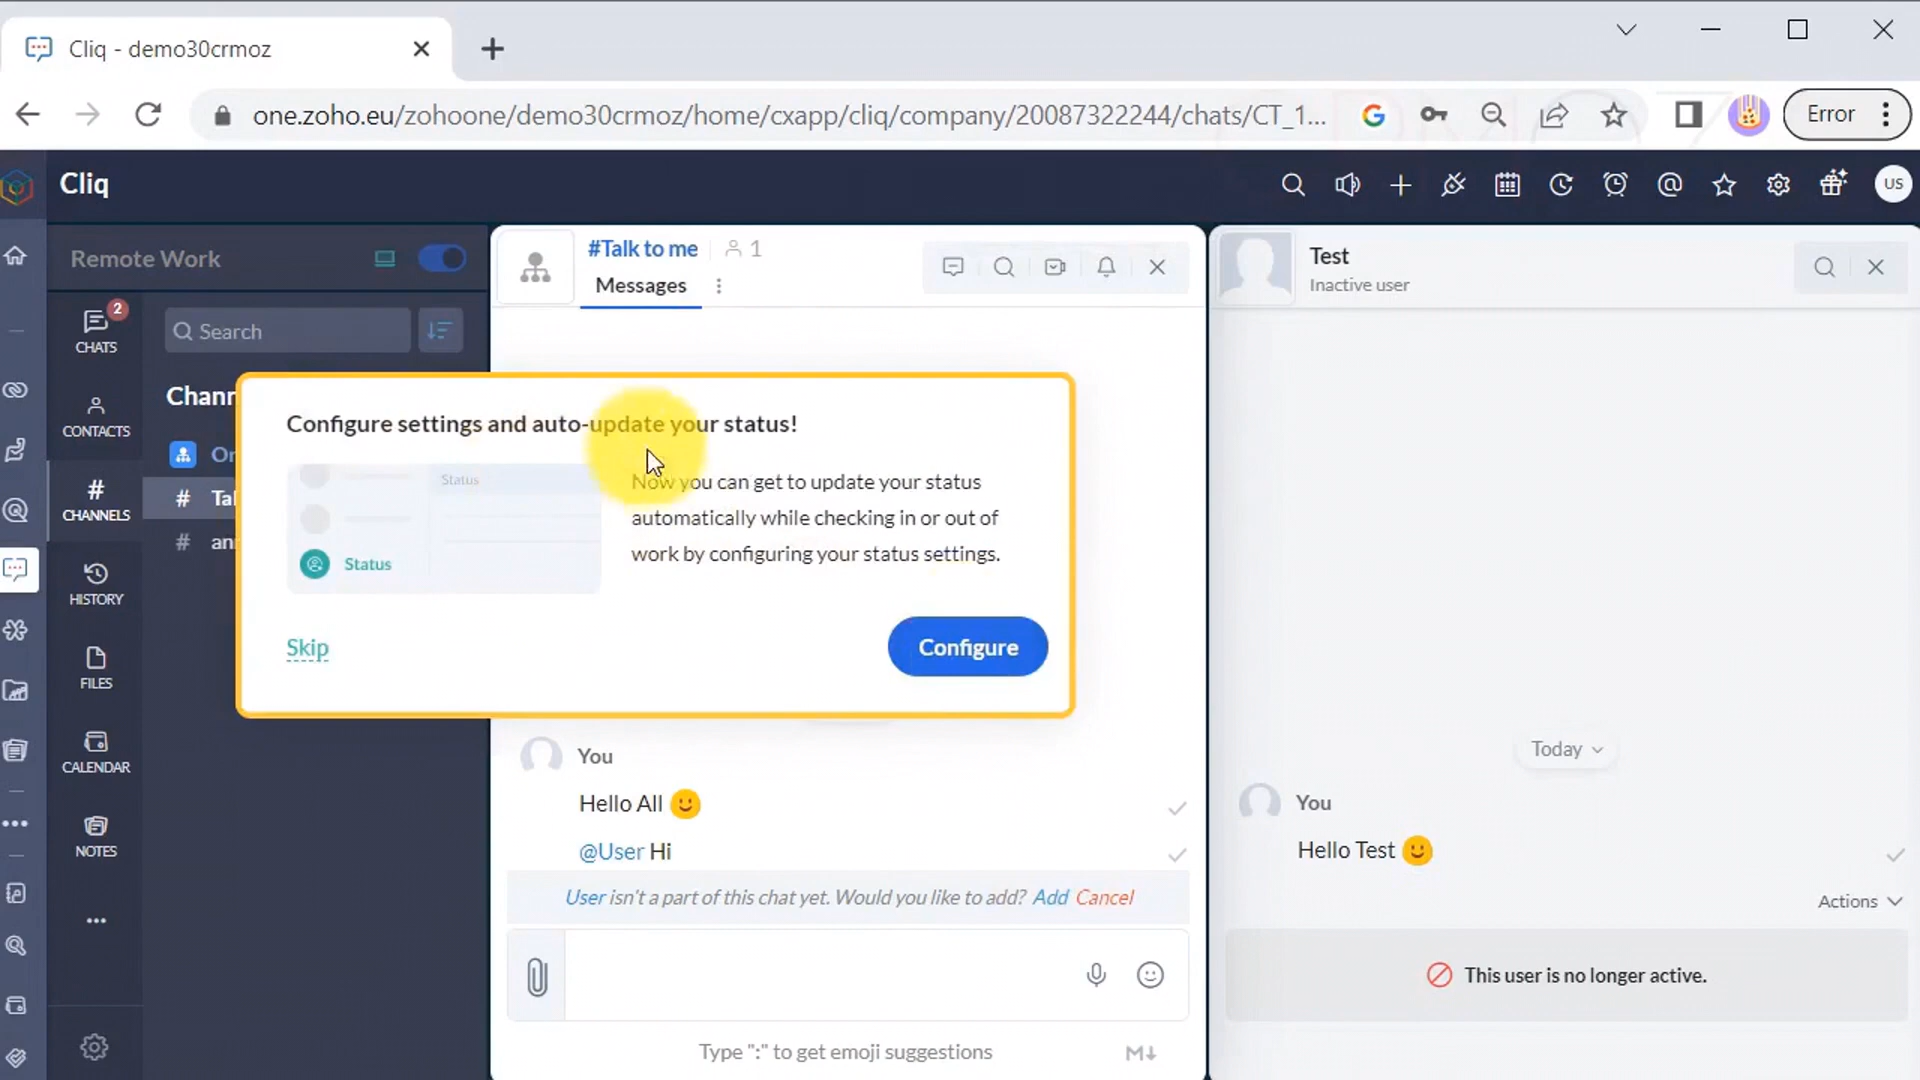 Cliq - demo30crmoz
one.zoho.eu/zohoone/demo30crmoz/home/cxapp/cliq/company/20087322244/chats/CT_1...
Error
Cliq
US
Remote Work
2
CHATS
CONTACTS
#
CHANNELS
HISTORY
FILES
CALENDAR
NOTES
Search
Chann
Or
# Tal
# ann
#Talk to me 1
Messages
Configure settings and auto-update your status!
Status
Status
Now you can get to update your status
automatically while checking in or out of
work by configuring your status settings.
Skip
Configure
You
Hello All
@User Hi
User isn't a part of this chat yet. Would you like to add? Add Cancel
Type ":" to get emoji suggestions
M
Test
Inactive user
Today
You
Hello Test
Actions
This user is no longer active.